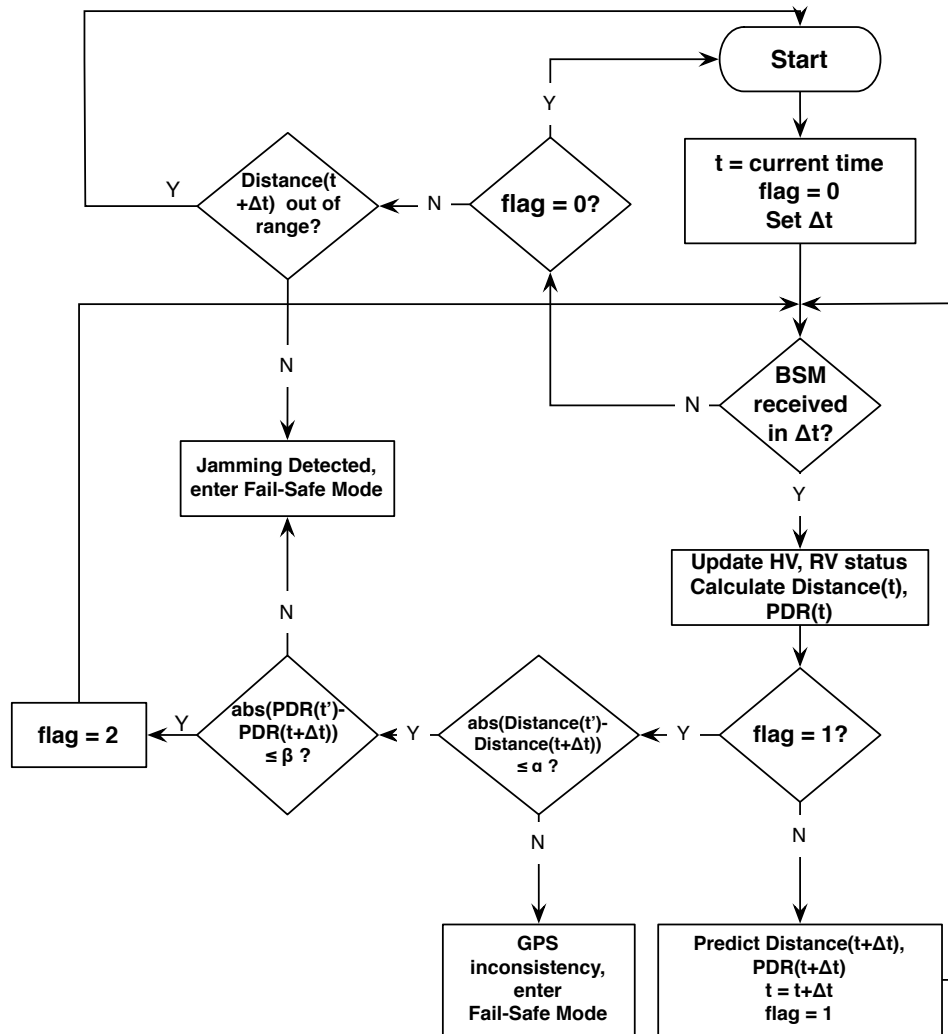 Start
Y
t = current time
flag = 0
Set Δt
Y
Distance(t
+Δt) out of
range?
N
flag = 0?
N
N
BSM
received
in Δt?
Y
Jamming Detected,
enter Fail-Safe Mode
Update HV, RV status
Calculate Distance(t),
PDR(t)
N
flag = 2
Y
abs(PDR(t')-
PDR(t+Δt))
≤ β ?
Y
abs(Distance(t')-
Distance(t+Δt))
≤ α ?
Y
flag = 1?
N
N
GPS
inconsistency,
enter
Fail-Safe Mode
Predict Distance(t+Δt),
PDR(t+Δt)
t = t+Δt
flag = 1